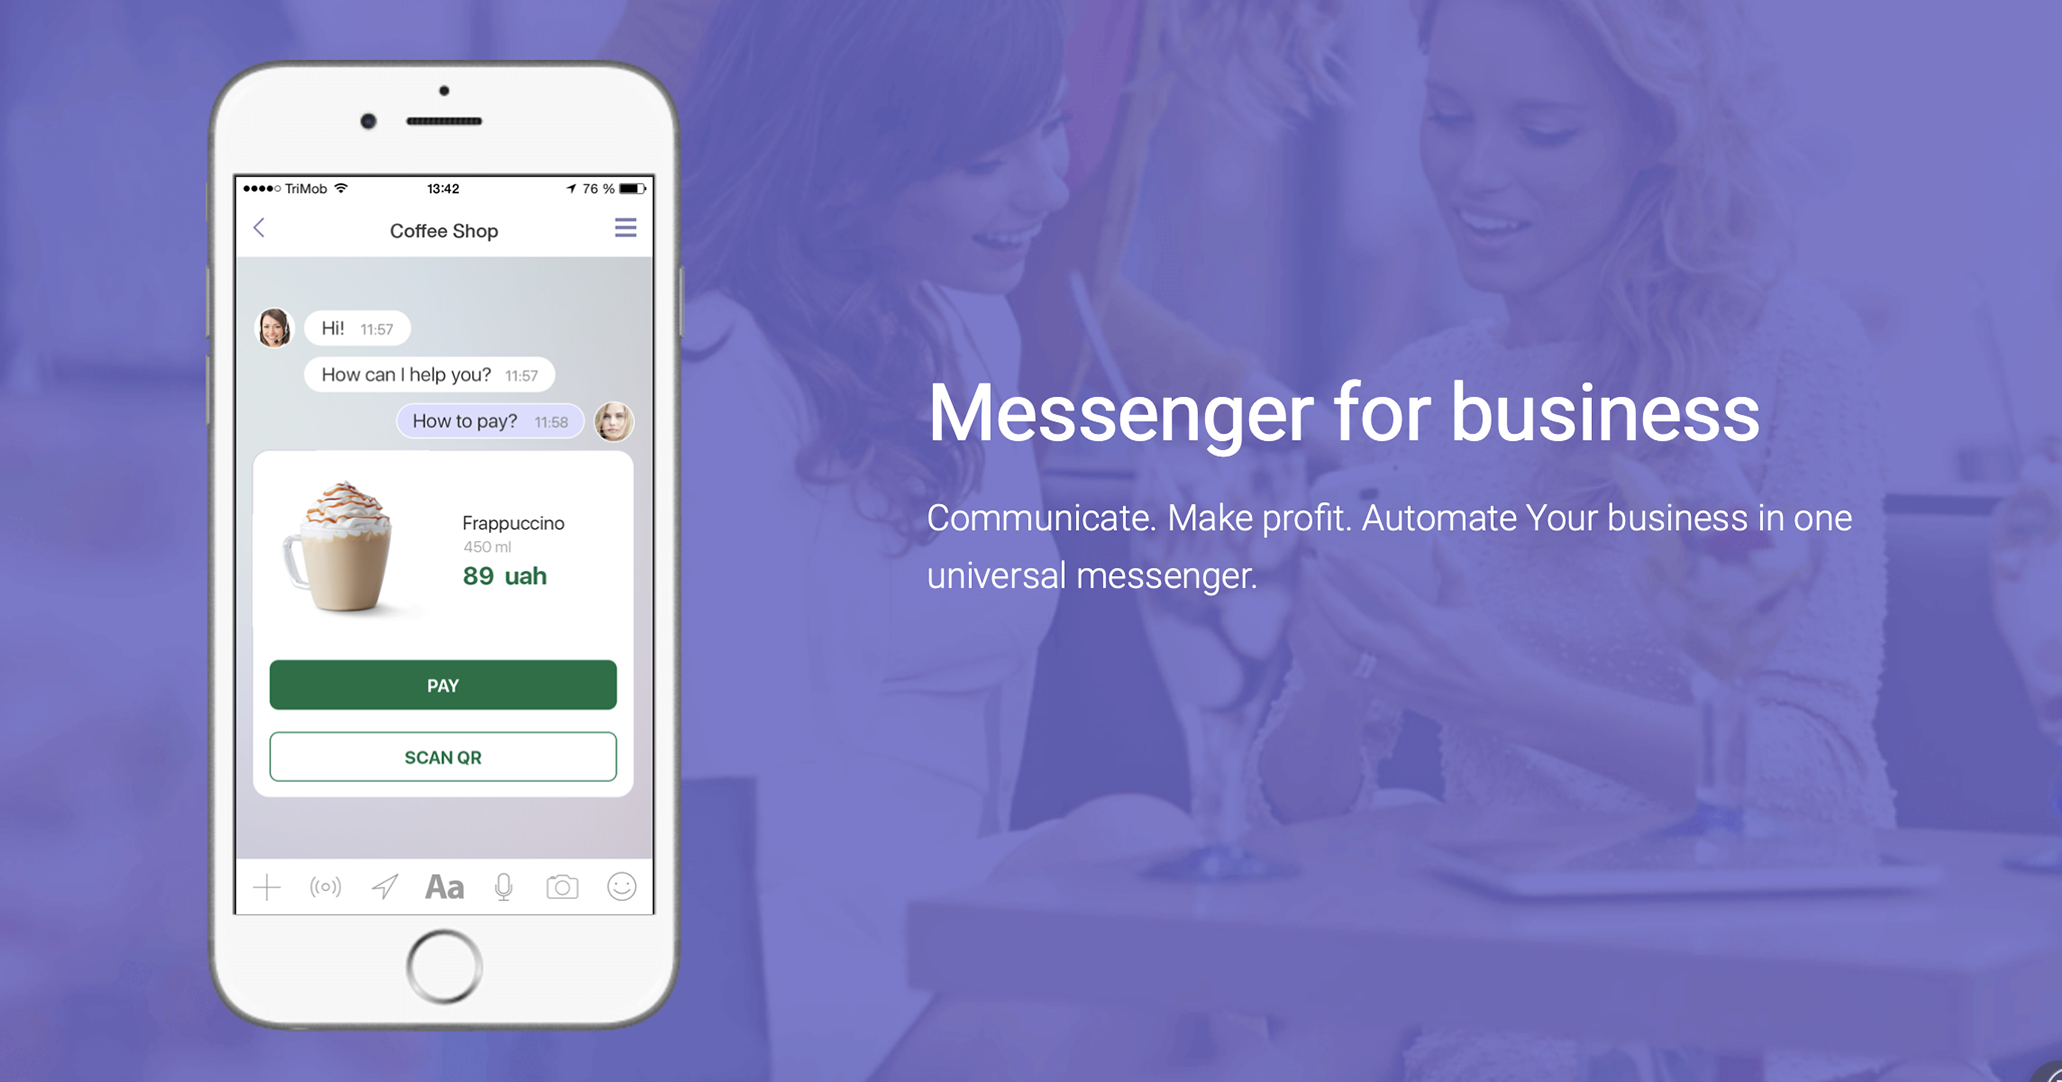 TriMob 13:42 76 %
Coffee Shop
Hi! 11:57
How can I help you? 11:57
How to pay? 11:58
Frappuccino
450 ml
89 uah
PAY
SCAN QR
Aa
Messenger for business
Communicate. Make profit. Automate Your business in one
universal messenger.